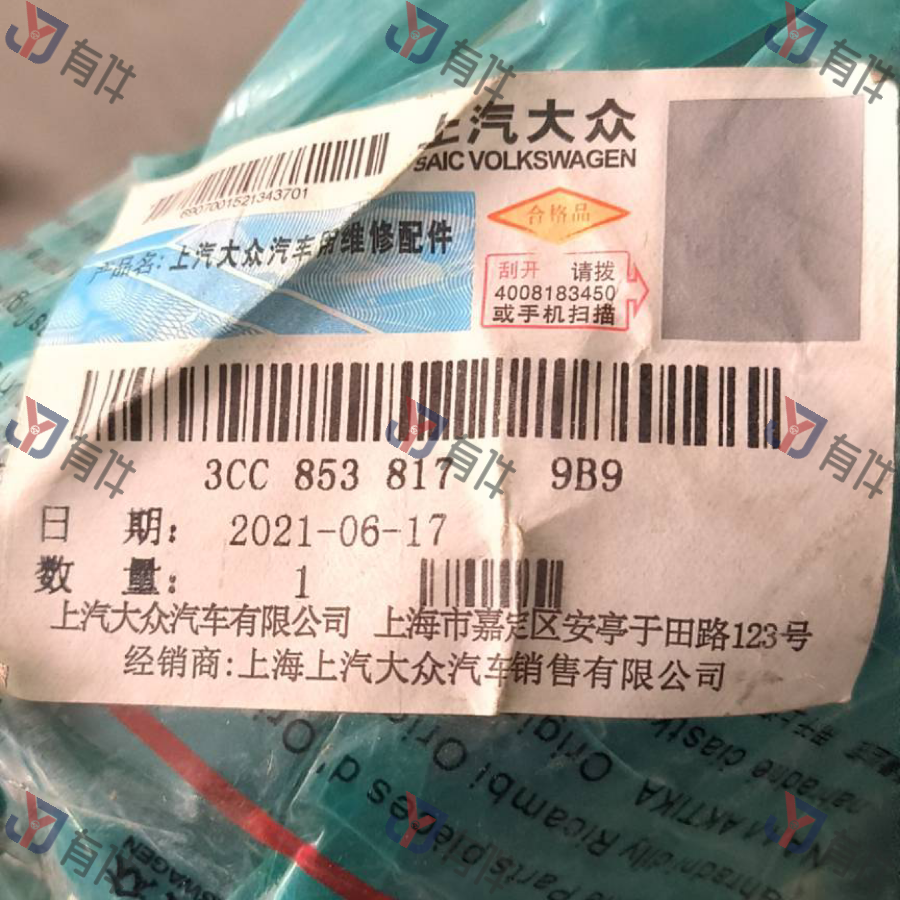 上汽大众
SAIC VOLKSWAGEN
6907001521343701
合格品
产品名：上汽大众汽车用维修配件
刮开 请拨
4008183450
或手机扫描
3CC 853 817 9B9
日 期： 2021-06-17
数 量： 1
上汽大众汽车有限公司 上海市嘉定区安亭于田路123号
经销商：上海上汽大众汽车销售有限公司
有件
有件
有件
有件
有件
有件
有件
有件
有件